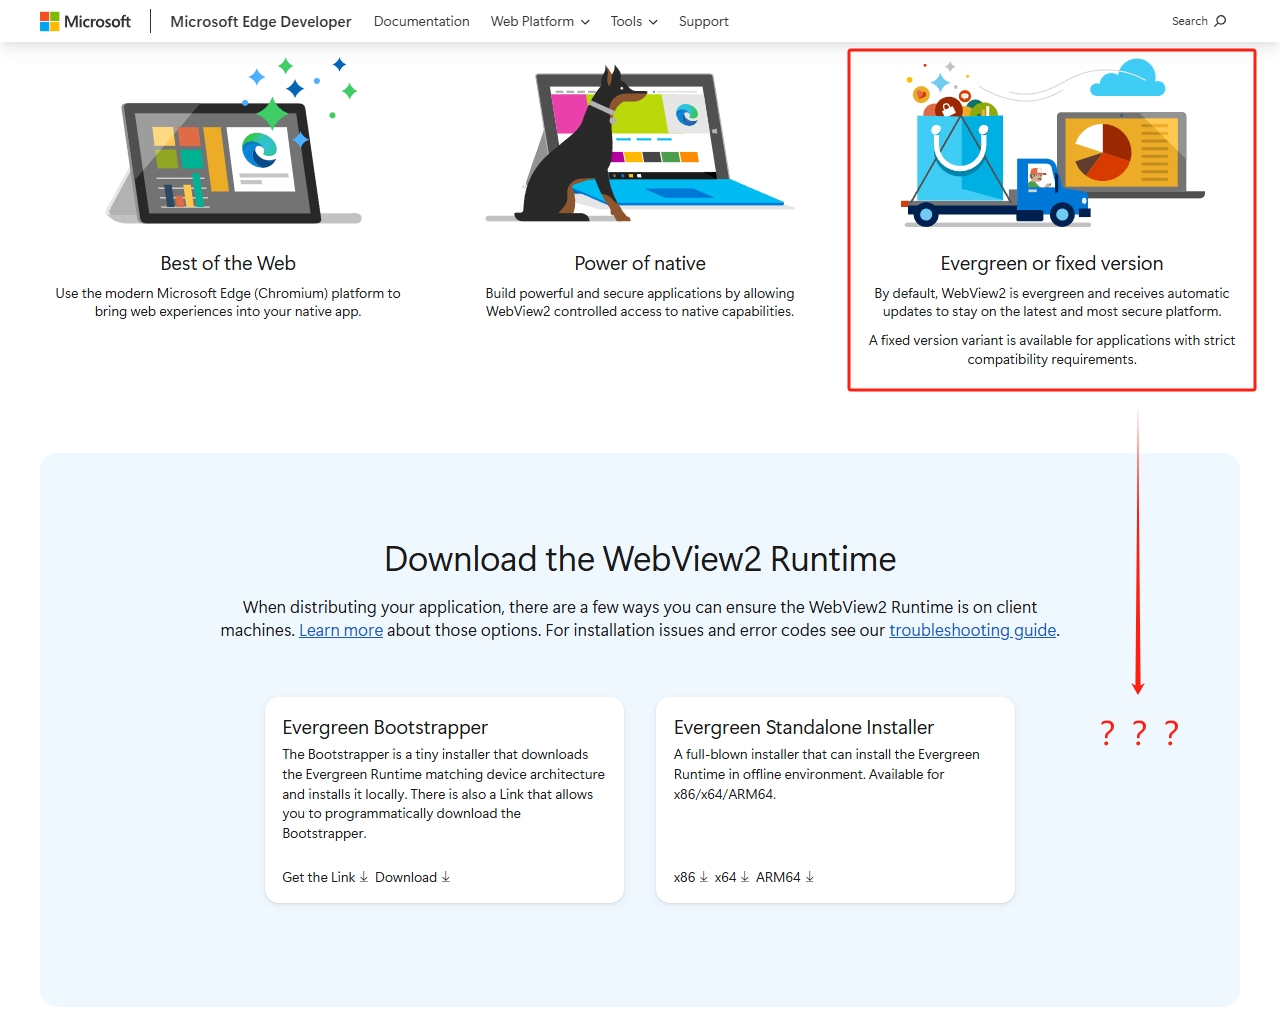 Microsoft
Microsoft Edge Developer
Documentation
Web Platform
Tools
Support
Search
Best of the Web
Use the modern Microsoft Edge (Chromium) platform to
bring web experiences into your native app.
Power of native
Build powerful and secure applications by allowing
WebView2 controlled access to native capabilities.
Evergreen or fixed version
By default, WebView2 is evergreen and receives automatic
updates to stay on the latest and most secure platform.
A fixed version variant is available for applications with strict
compatibility requirements.
Download the WebView2 Runtime
When distributing your application, there are a few ways you can ensure the WebView2 Runtime is on client
machines. Learn more about those options. For installation issues and error codes see our troubleshooting guide.
Evergreen Bootstrapper
The Bootstrapper is a tiny installer that downloads
the Evergreen Runtime matching device architecture
and installs it locally. There is also a Link that allows
you to programmatically download the
Bootstrapper.
Get the Link Download
Evergreen Standalone Installer
A full-blown installer that can install the Evergreen
Runtime in offline environment. Available for
x86/x64/ARM64.
x86 x64 ARM64
? ? ?